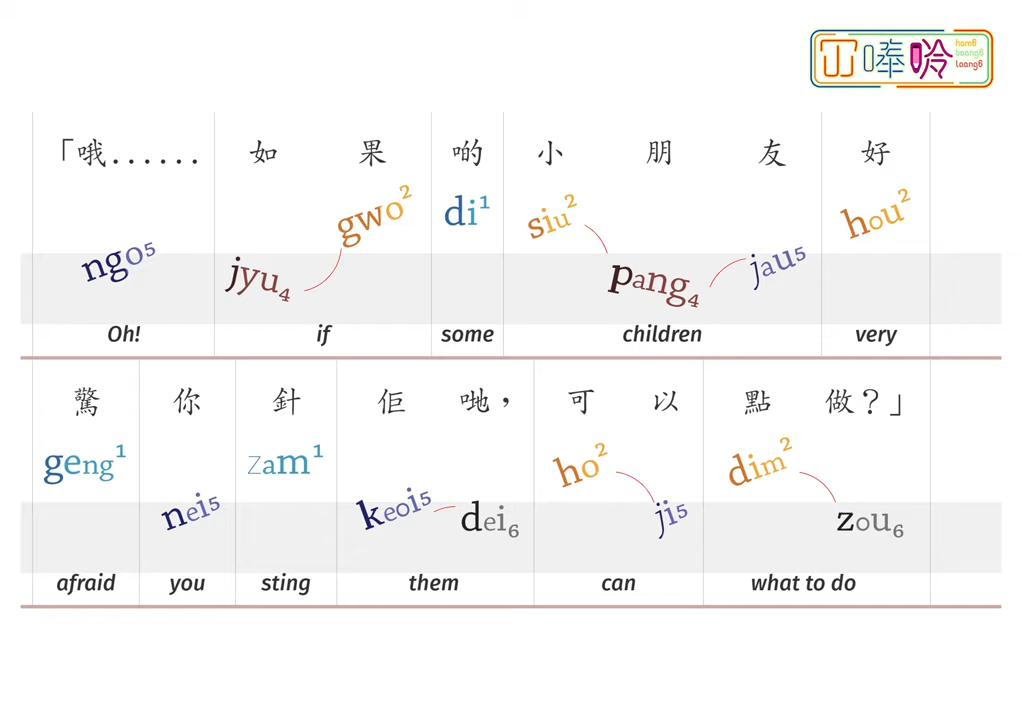 冚唪唥 ham6 baang6 laang6
「哦...... 如果 啲 小朋友 好
ngo5 jyu4 gwo2 di1 siu2 pang4 jau5 hou2
Oh! if some children very
驚 你 針 佢哋， 可以 點做？」
geng1 nei5 zam1 keoi5 dei6 ho2 ji5 dim2 zou6
afraid you sting them can what to do